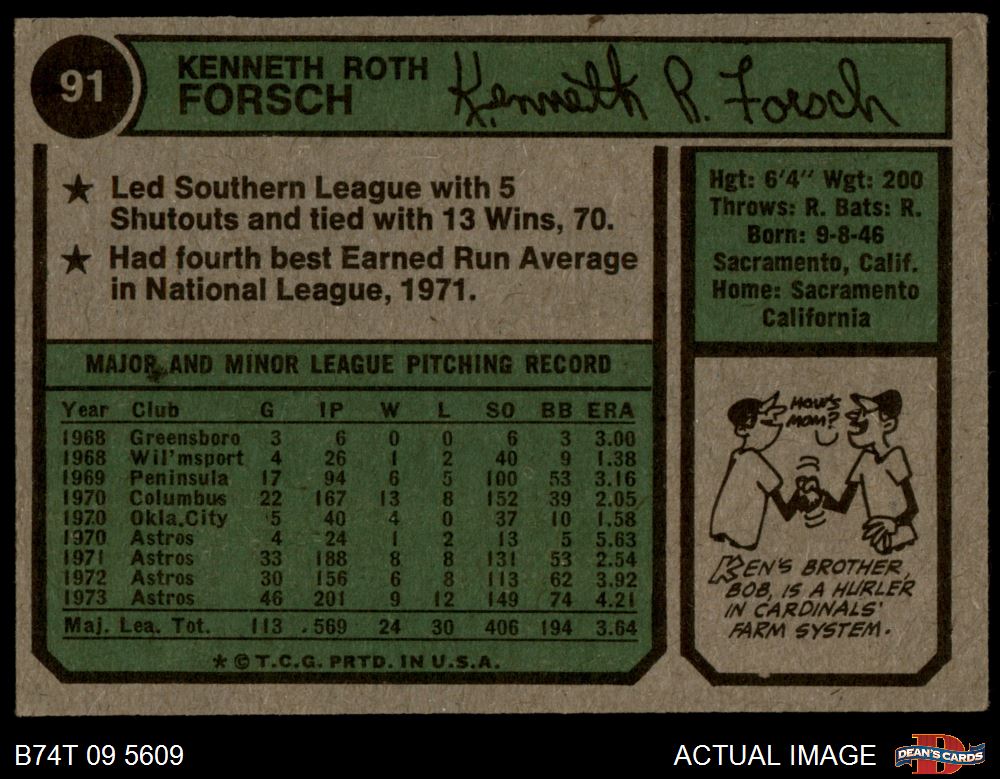 91
KENNETH ROTH
FORSCH
Kenneth R. Forsch
★ Led Southern League with 5
Shutouts and tied with 13 Wins, 70.
★ Had fourth best Earned Run Average
in National League, 1971.
Hgt: 6'4" Wgt: 200
Throws: R. Bats: R.
Born: 9-8-46
Sacramento, Calif.
Home: Sacramento
California
MAJOR AND MINOR LEAGUE PITCHING RECORD
Year Club G IP W L SO BB ERA
1968 Greensboro 3 6 0 0 6 3 3.00
1968 Wil'msport 4 26 1 2 40 9 1.38
1969 Peninsula 17 94 6 5 100 53 3.16
1970 Columbus 22 167 13 8 152 39 2.05
1970 Okla.City 5 40 4 0 37 10 1.58
1970 Astros 4 24 1 2 13 5 5.63
1971 Astros 33 188 8 8 131 53 2.54
1972 Astros 30 156 6 8 113 62 3.92
1973 Astros 46 201 9 12 149 74 4.21
Maj. Lea. Tot. 113 569 24 30 406 194 3.64
* © T.C.G. PRTD. IN U.S.A.
HOW'S
MOM?
KEN'S BROTHER,
BOB, IS A HURLER
IN CARDINALS'
FARM SYSTEM.
B74T 09 5609
ACTUAL IMAGE
DEAN'S CARDS